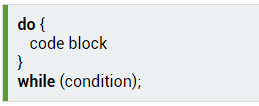 do {
code block
}
while (condition);